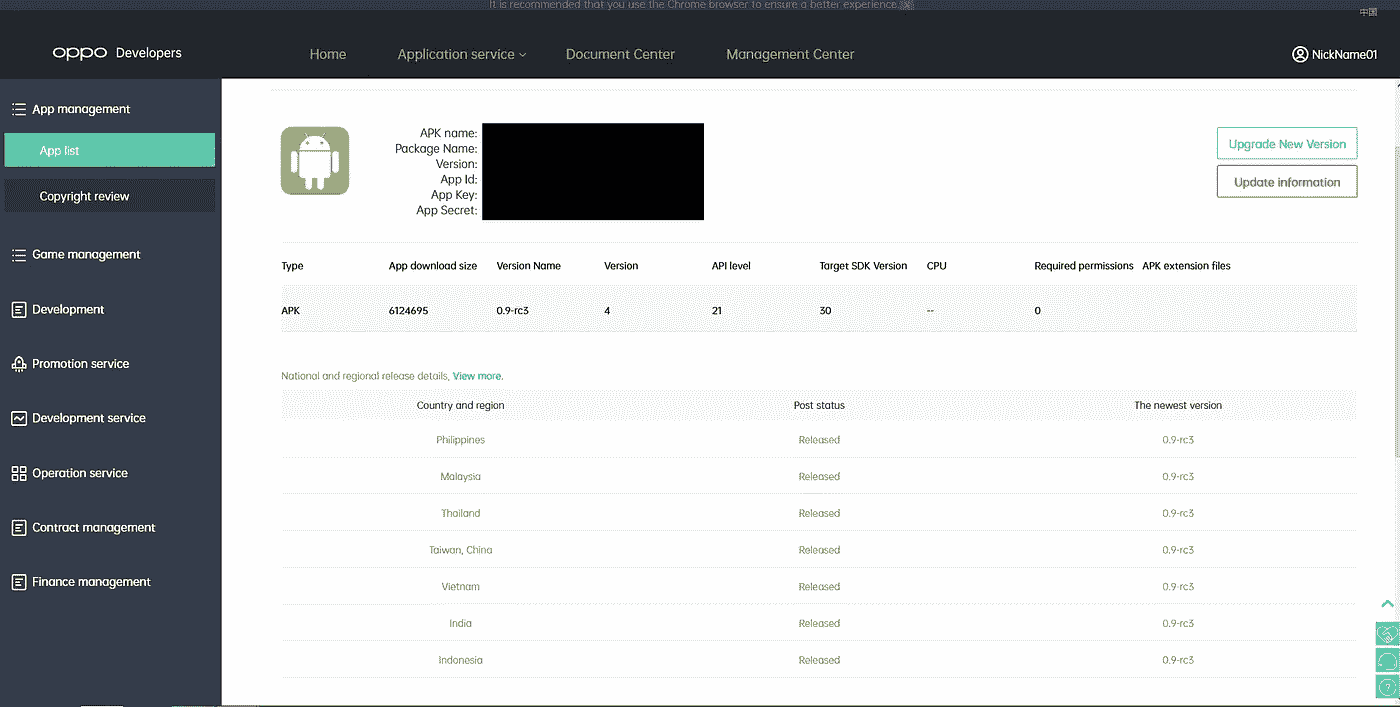 It is recommended that you use the Chrome browser to ensure a better experience.
中国
oppo Developers Home Application service Document Center Management Center NickName01
App management
App list
Copyright review
Game management
Development
Promotion service
Development service
Operation service
Contract management
Finance management
APK name:
Package Name:
Version:
App Id:
App Key:
App Secret:
Upgrade New Version
Update information
Type App download size Version Name Version API level Target SDK Version CPU Required permissions APK extension files
APK 6124695 0.9-rc3 4 21 30 -- 0
National and regional release details, View more.
Country and region Post status The newest version
Philippines Released 0.9-rc3
Malaysia Released 0.9-rc3
Thailand Released 0.9-rc3
Taiwan, China Released 0.9-rc3
Vietnam Released 0.9-rc3
India Released 0.9-rc3
Indonesia Released 0.9-rc3